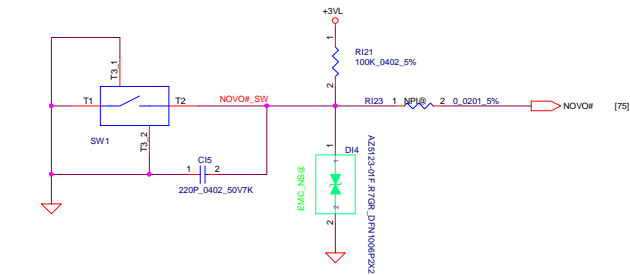 +3VL
1
RI21
100K_0402_5%
2
T3_1
T1
T2
NOVO#_SW
RI23 1 NPI@ 2 0_0201_5%
NOVO# [75]
SW1
T3_2
CI5
1 2
220P_0402_50V7K
1
DI4
1
EMC_NS@
2
2
AZ5123-01F.R7GR_DFN1006P2X2